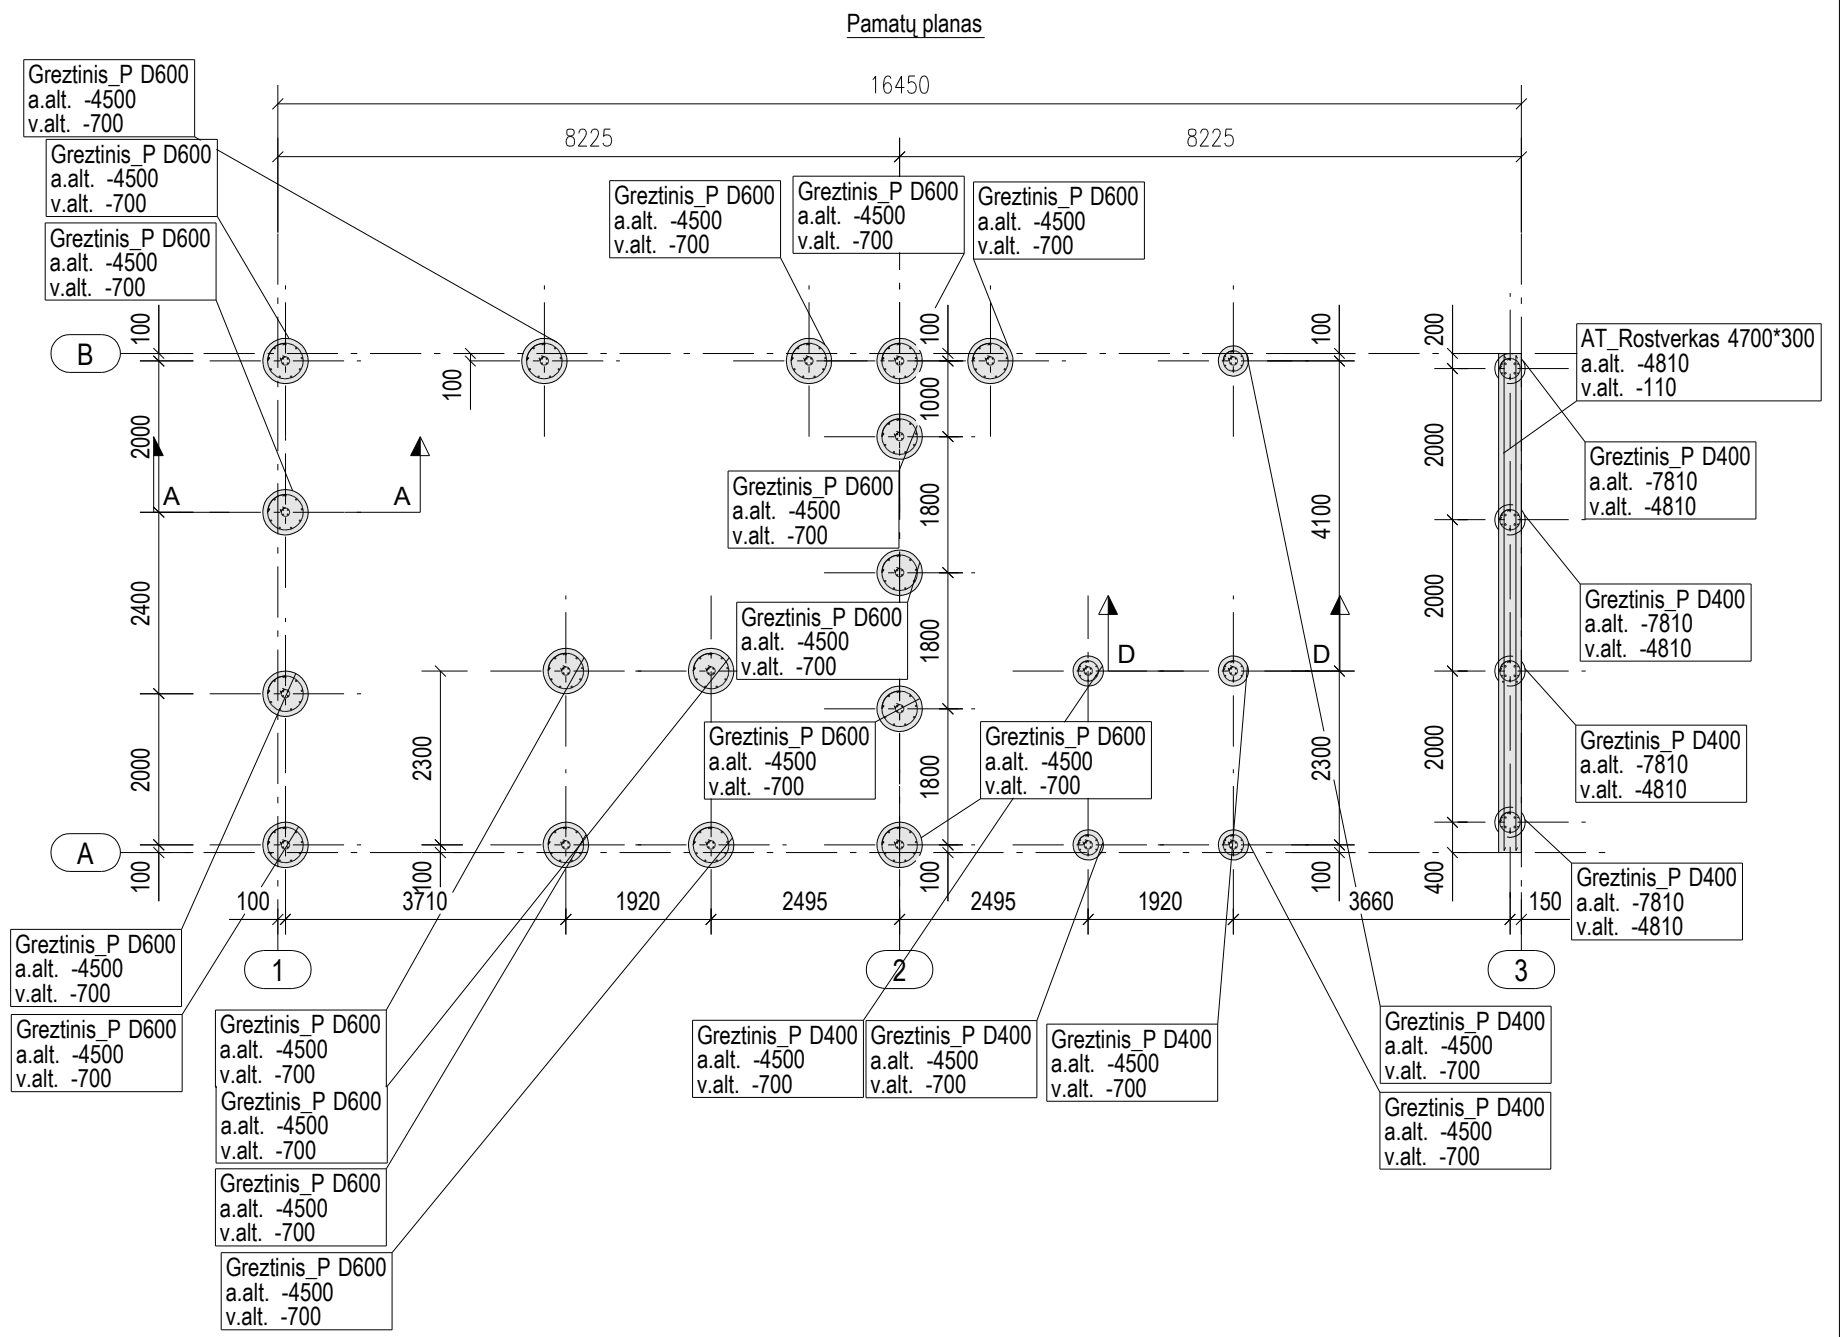 Pamatų planas
16450
8225
8225
Greztinis_P D600
a.alt. -4500
v.alt. -700
Greztinis_P D600
a.alt. -4500
v.alt. -700
Greztinis_P D600
a.alt. -4500
v.alt. -700
Greztinis_P D600
a.alt. -4500
v.alt. -700
Greztinis_P D600
a.alt. -4500
v.alt. -700
Greztinis_P D600
a.alt. -4500
v.alt. -700
AT_Rostverkas 4700*300
a.alt. -4810
v.alt. -110
Greztinis_P D400
a.alt. -7810
v.alt. -4810
Greztinis_P D400
a.alt. -7810
v.alt. -4810
Greztinis_P D400
a.alt. -7810
v.alt. -4810
Greztinis_P D400
a.alt. -7810
v.alt. -4810
B
A
100
2000
2400
2000
100
100
A
A
Greztinis_P D600
a.alt. -4500
v.alt. -700
Greztinis_P D600
a.alt. -4500
v.alt. -700
Greztinis_P D600
a.alt. -4500
v.alt. -700
Greztinis_P D600
a.alt. -4500
v.alt. -700
100
1000
1800
1800
1800
100
D
D
100
4100
2300
100
200
2000
2000
2000
400
2300
100
100
3710
1920
2495
2495
1920
3660
150
1
2
3
Greztinis_P D600
a.alt. -4500
v.alt. -700
Greztinis_P D600
a.alt. -4500
v.alt. -700
Greztinis_P D600
a.alt. -4500
v.alt. -700
Greztinis_P D600
a.alt. -4500
v.alt. -700
Greztinis_P D600
a.alt. -4500
v.alt. -700
Greztinis_P D600
a.alt. -4500
v.alt. -700
Greztinis_P D400
a.alt. -4500
v.alt. -700
Greztinis_P D400
a.alt. -4500
v.alt. -700
Greztinis_P D400
a.alt. -4500
v.alt. -700
Greztinis_P D400
a.alt. -4500
v.alt. -700
Greztinis_P D400
a.alt. -4500
v.alt. -700